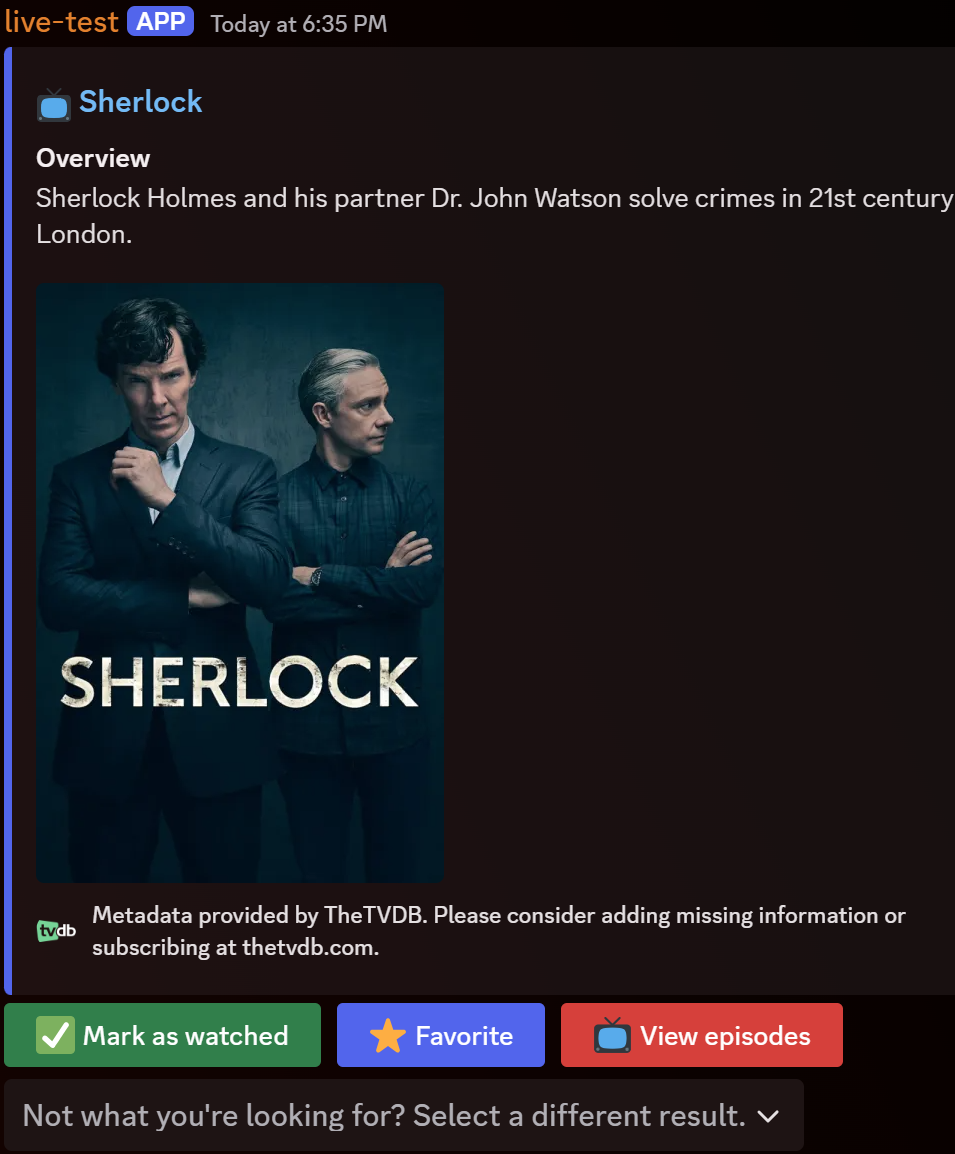 live-test APP Today at 6:35 PM
Sherlock
Overview
Sherlock Holmes and his partner Dr. John Watson solve crimes in 21st century
London.
SHERLOCK
tvdb
Metadata provided by TheTVDB. Please consider adding missing information or
subscribing at thetvdb.com.
Mark as watched Favorite View episodes
Not what you're looking for? Select a different result.